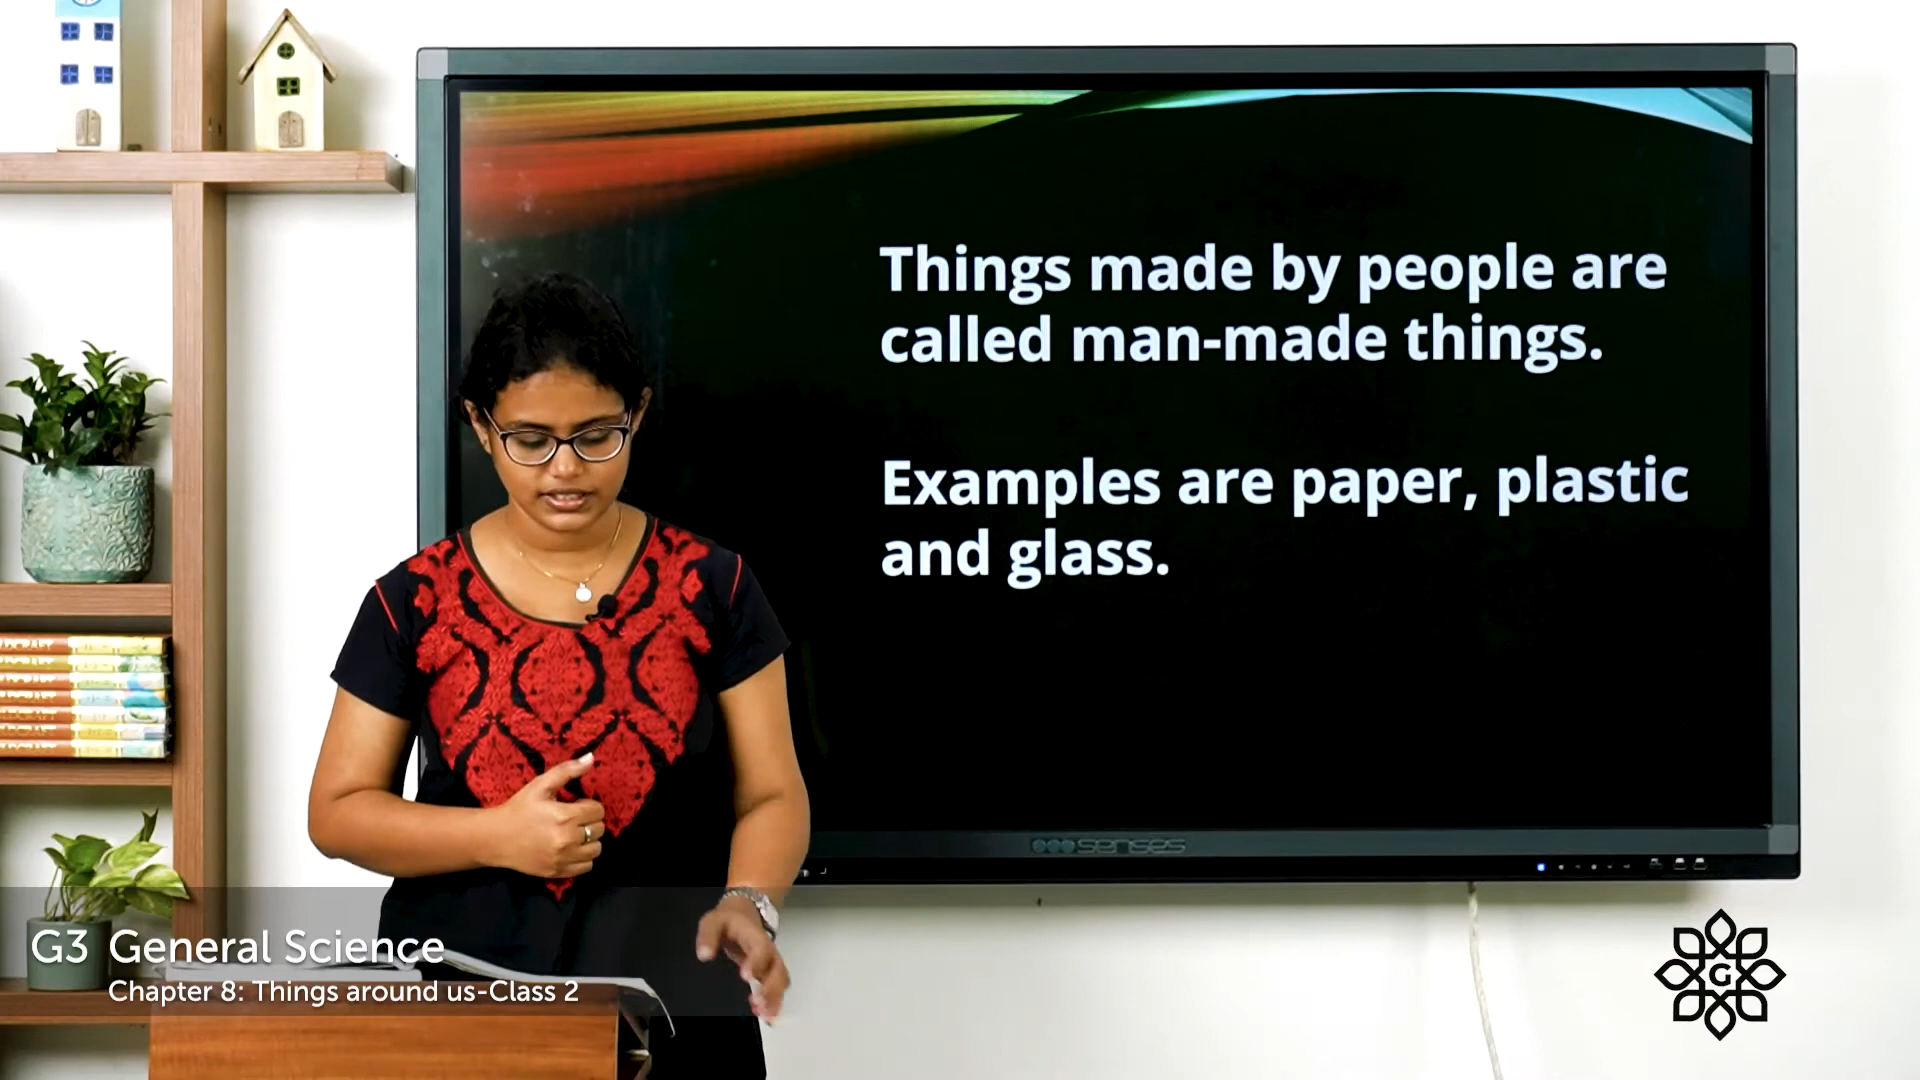 Things made by people are
called man-made things.
Examples are paper, plastic
and glass.
senses
G3 General Science
Chapter 8: Things around us-Class 2
G